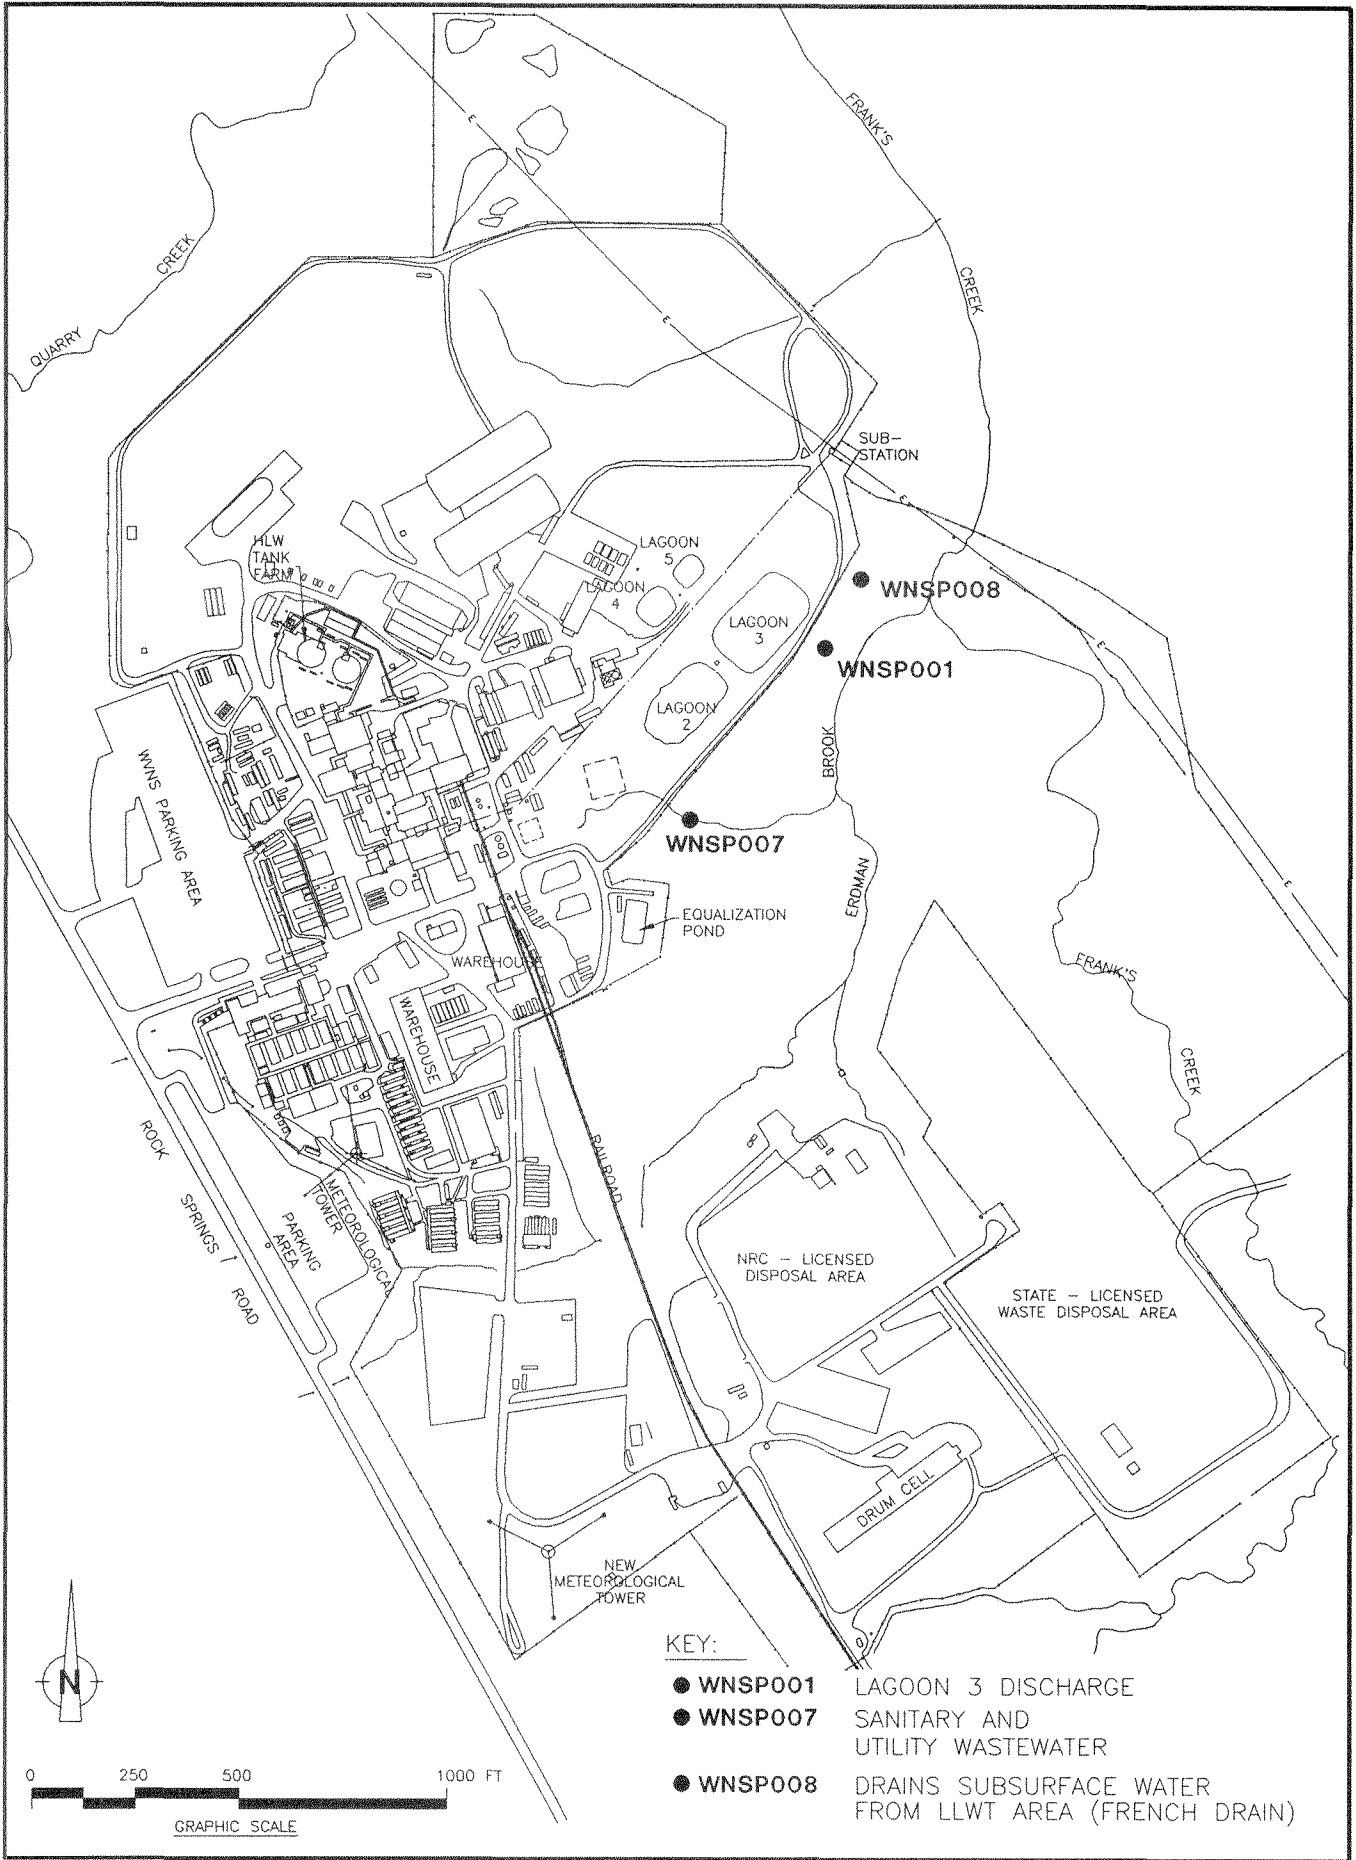 FRANK'S
CREEK
CREEK
QUARRY
SUB-
STATION
HLW
TANK
FARM
LAGOON
5
LAGOON
4
LAGOON
3
LAGOON
2
WNSP008
WNSP001
BROOK
WNSP007
ERDMAN
WVNS PARKING AREA
EQUALIZATION
POND
WAREHOUSE
WAREHOUSE
FRANK'S
CREEK
ROCK
SPRINGS
ROAD
RAILROAD
METEOROLOGICAL
TOWER
PARKING
AREA
NRC - LICENSED
DISPOSAL AREA
STATE - LICENSED
WASTE DISPOSAL AREA
DRUM CELL
NEW
METEOROLOGICAL
TOWER
E
E
E
E
E
N
KEY:
WNSP001 LAGOON 3 DISCHARGE
WNSP007 SANITARY AND
UTILITY WASTEWATER
WNSP008 DRAINS SUBSURFACE WATER
FROM LLWT AREA (FRENCH DRAIN)
0 250 500 1000 FT
GRAPHIC SCALE